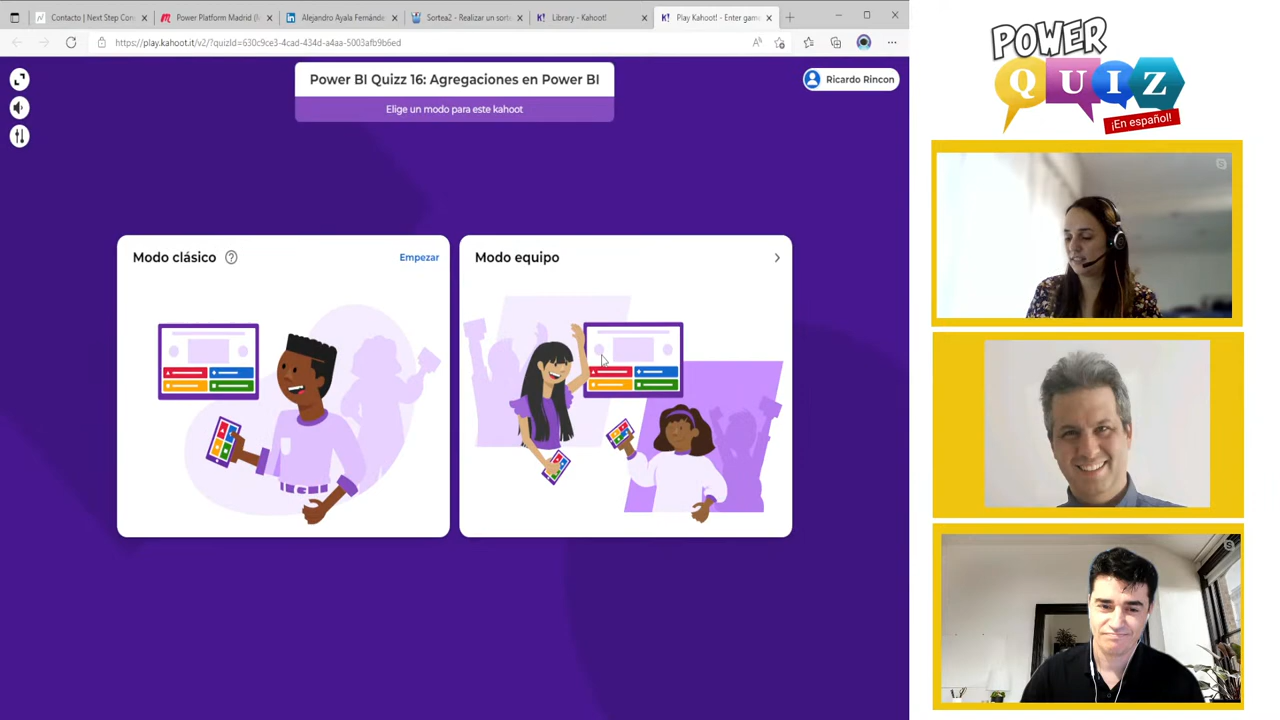 Contacto | Next Step Con
Power Platform Madrid (M
Alejandro Ayala Fernánde
Sortea2 - Realizar un sorte
Library - Kahoot!
Play Kahoot! - Enter game
https://play.kahoot.it/v2/?quizId=630c9ce3-4cad-434d-a4aa-5003afb9b6ed
Power BI Quizz 16: Agregaciones en Power BI
Elige un modo para este kahoot
Ricardo Rincon
Modo clásico
Empezar
Modo equipo
POWER
QUIZ
¡En español!